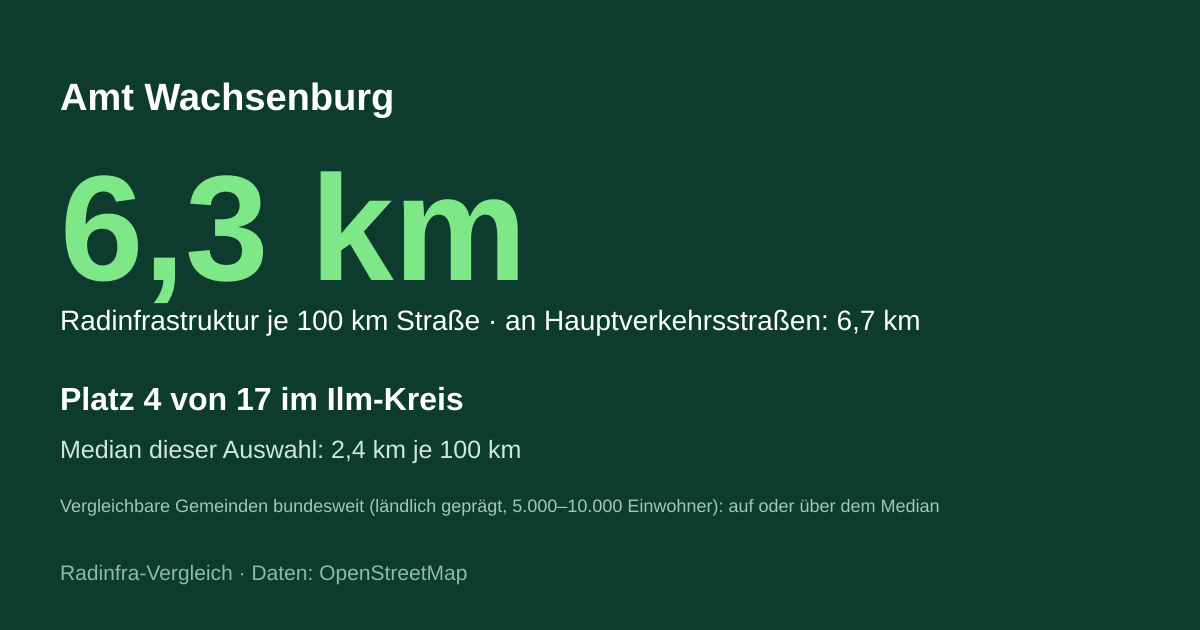 Amt Wachsenburg
6,3 km
Radinfrastruktur je 100 km Straße · an Hauptverkehrsstraßen: 6,7 km
Platz 4 von 17 im Ilm-Kreis
Median dieser Auswahl: 2,4 km je 100 km
Vergleichbare Gemeinden bundesweit (ländlich geprägt, 5.000–10.000 Einwohner): auf oder über dem Median
Radinfra-Vergleich · Daten: OpenStreetMap